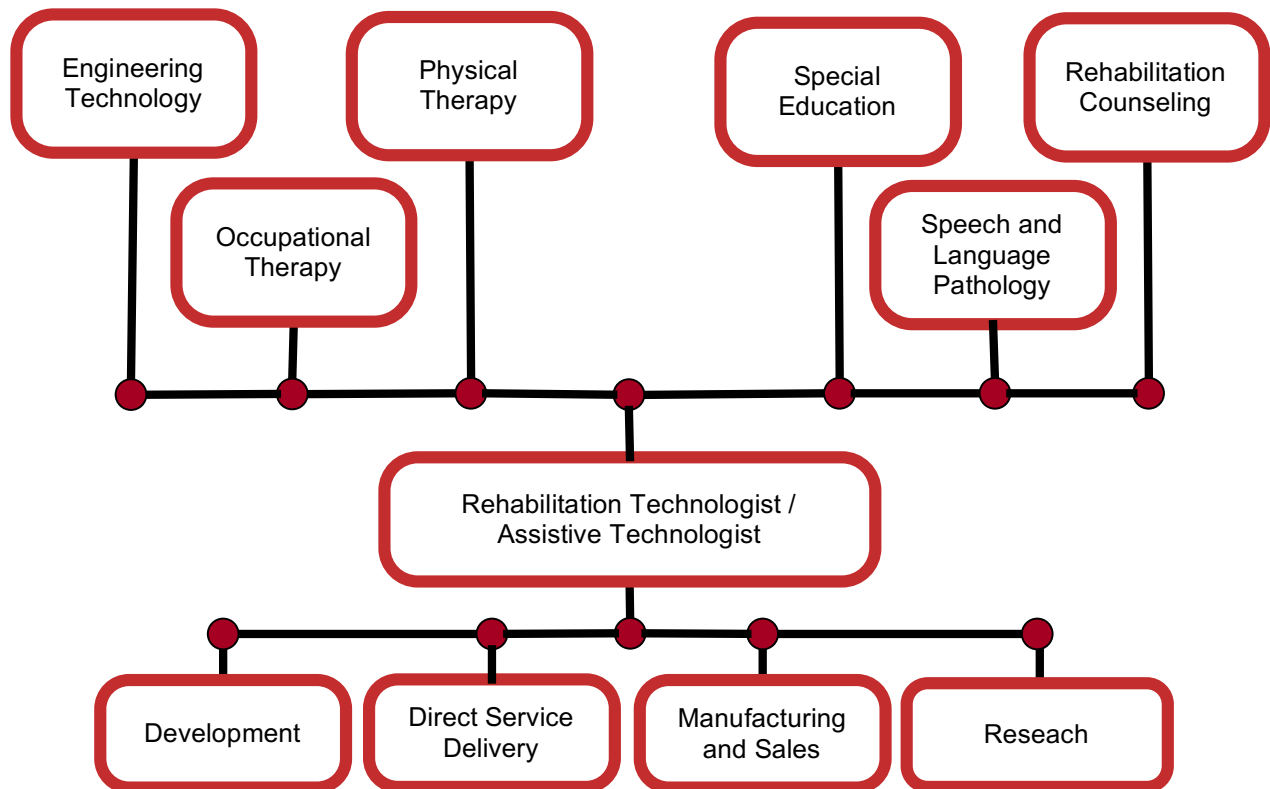 Engineering
Technology
Physical
Therapy
Special
Education
Rehabilitation
Counseling
Occupational
Therapy
Speech and
Language
Pathology
Rehabilitation Technologist /
Assistive Technologist
Development
Direct Service
Delivery
Manufacturing
and Sales
Reseach